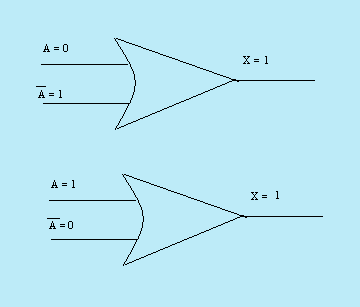 A = 0
X = 1
A̅ = 1
A = 1
X = 1
A̅ = 0